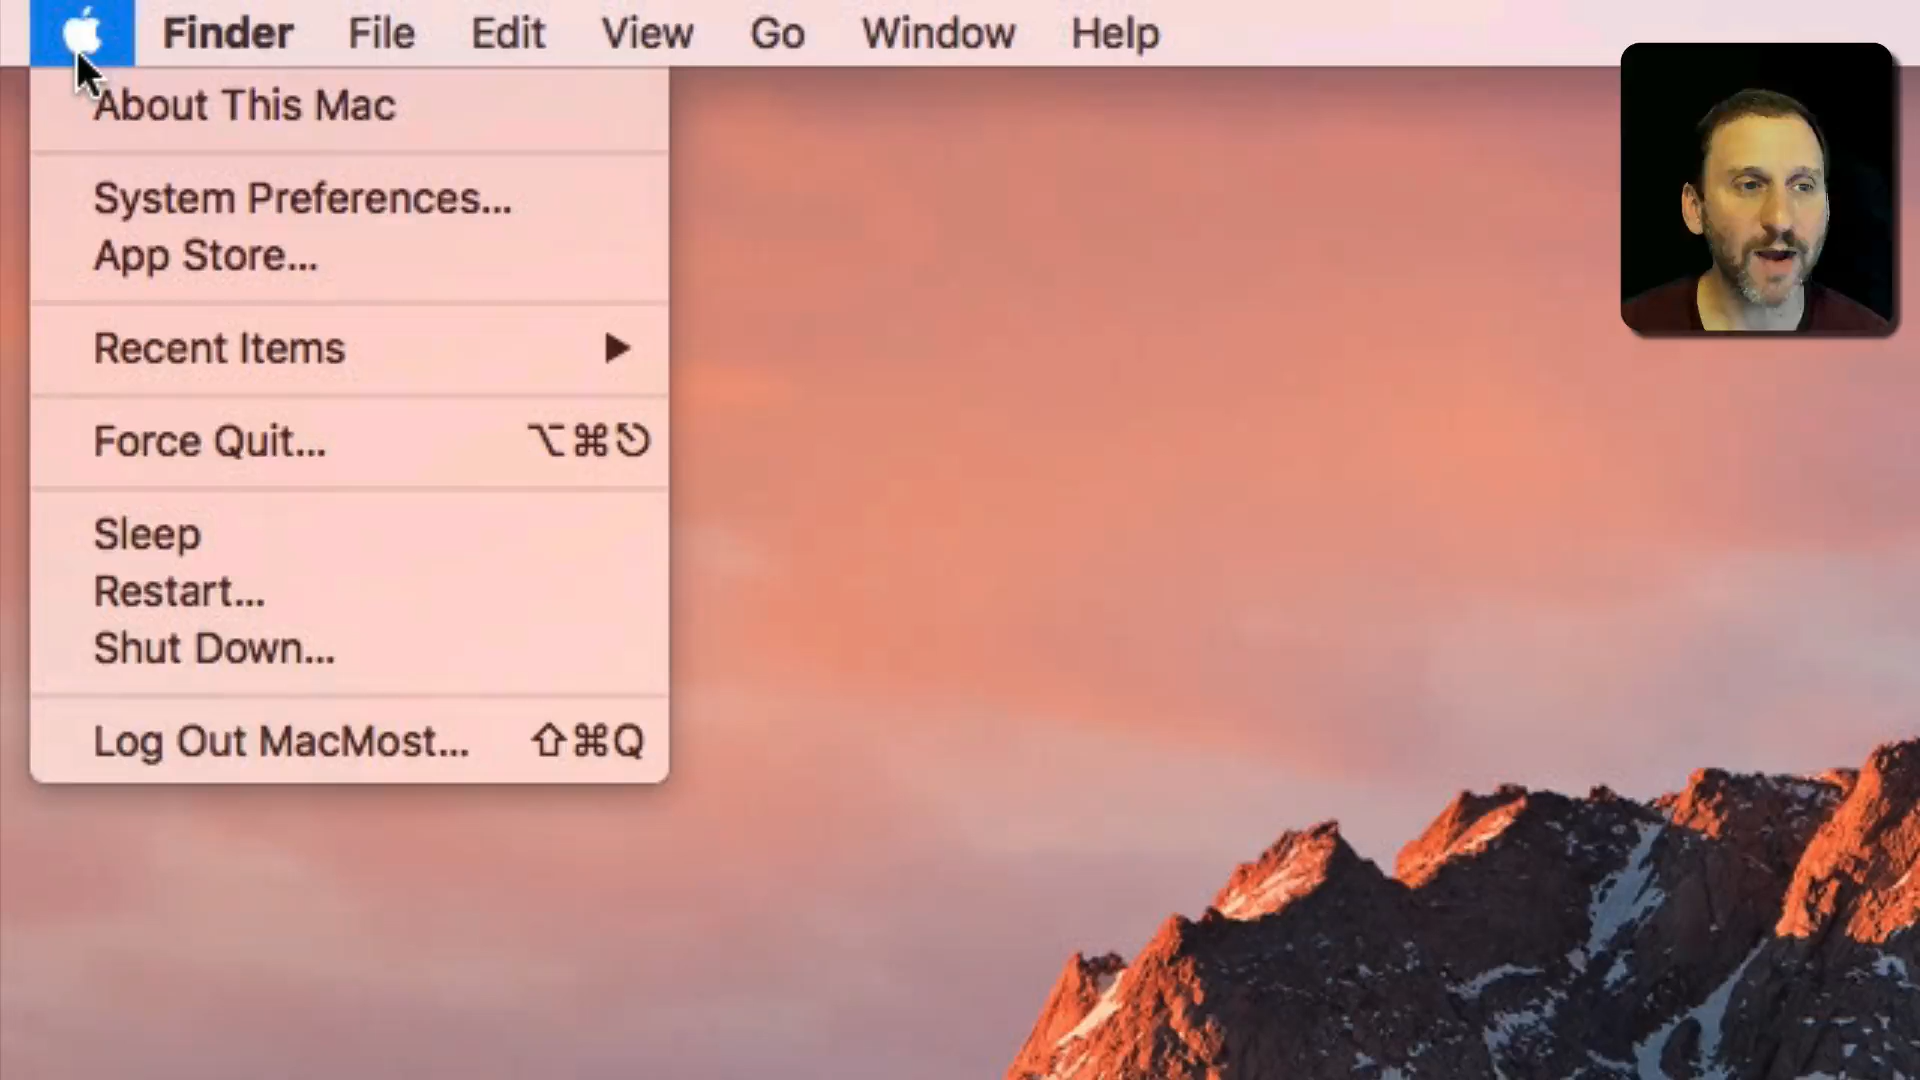 Finder File Edit View Go Window Help
About This Mac
System Preferences...
App Store...
Recent Items ▶
Force Quit... ⌥⌘⎋
Sleep
Restart...
Shut Down...
Log Out MacMost... ⇧⌘Q